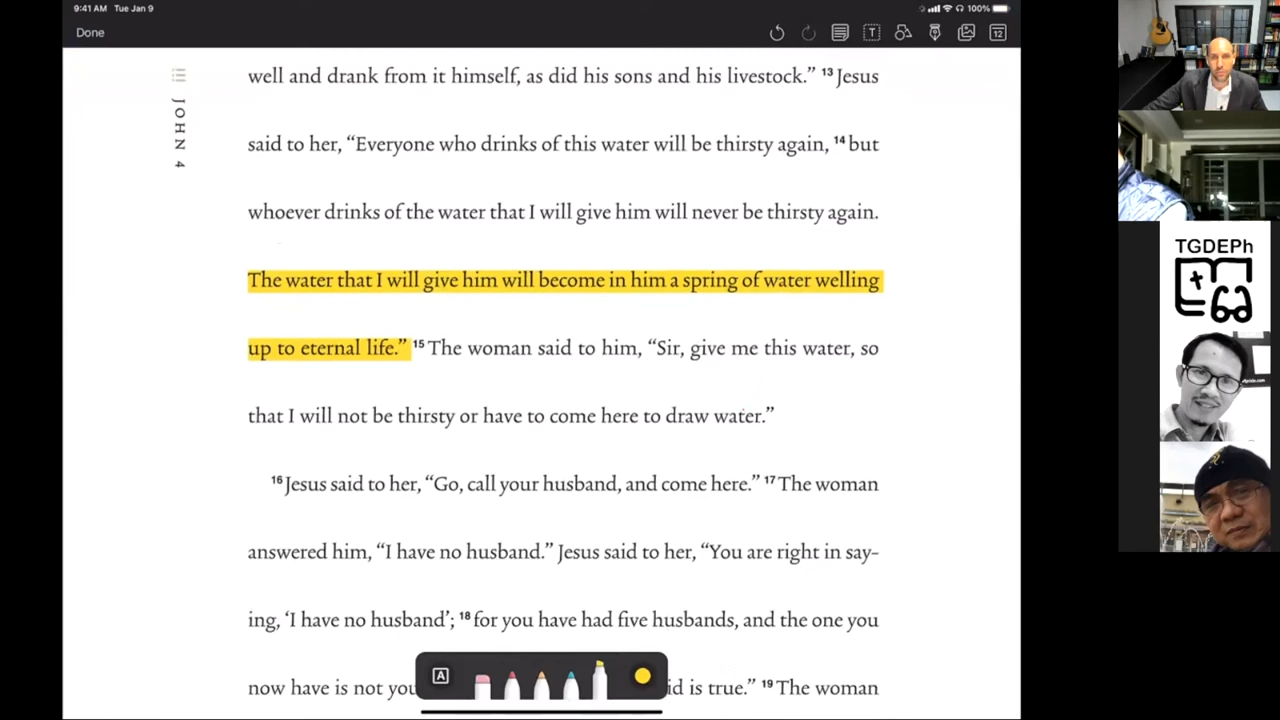 9:41 AM Tue Jan 9
100%
Done
T
12
JOHN 4
well and drank from it himself, as did his sons and his livestock.” 13 Jesus
said to her, “Everyone who drinks of this water will be thirsty again, 14 but
whoever drinks of the water that I will give him will never be thirsty again.
The water that I will give him will become in him a spring of water welling
up to eternal life.” 15 The woman said to him, “Sir, give me this water, so
that I will not be thirsty or have to come here to draw water.”
16 Jesus said to her, “Go, call your husband, and come here.” 17 The woman
answered him, “I have no husband.” Jesus said to her, “You are right in say-
ing, ‘I have no husband’; 18 for you have had five husbands, and the one you
now have is not you
id is true.” 19 The woman
A
TGDEPh